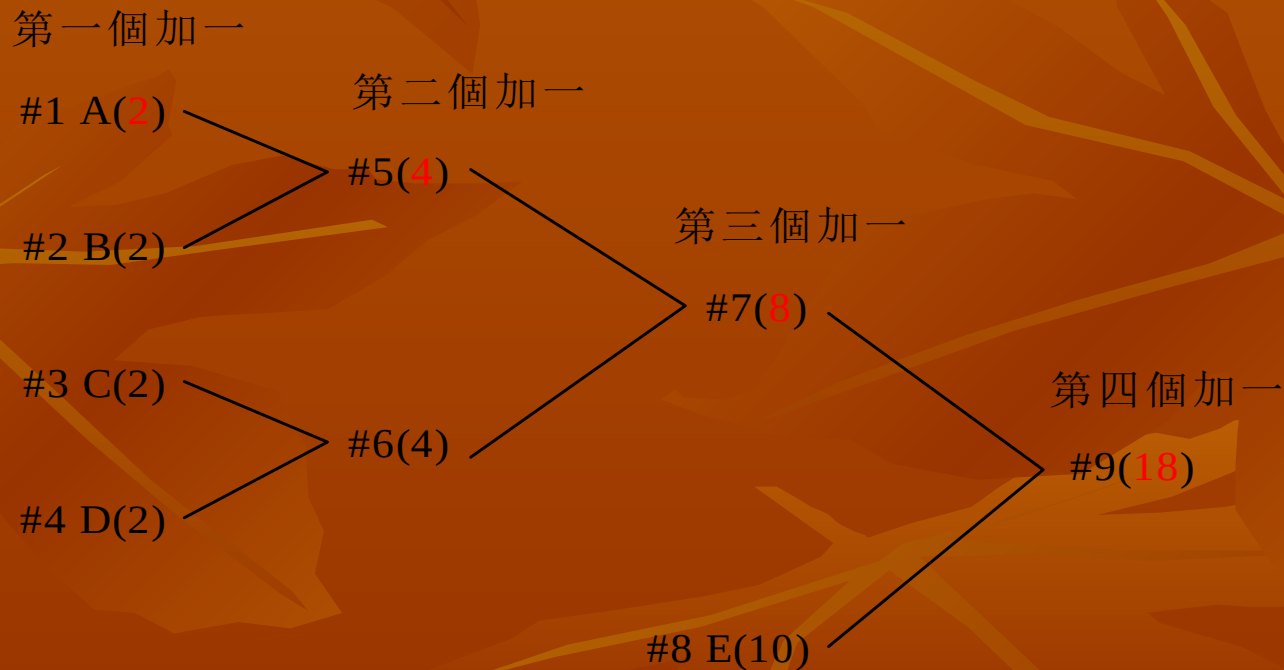 第一個加一
#1 A(2)
第二個加一
#5(4)
#2 B(2)
第三個加一
#7(8)
#3 C(2)
第四個加一
#6(4)
#9(18)
#4 D(2)
#8 E(10)